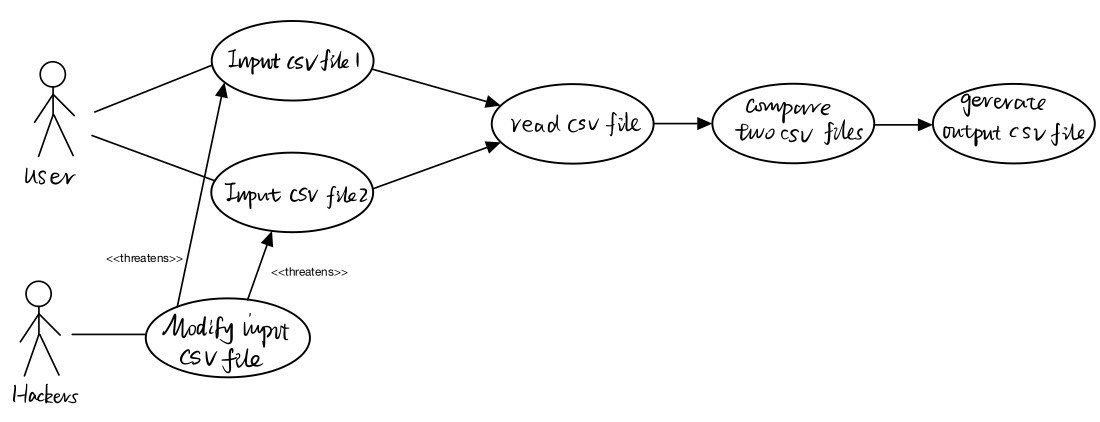 Input csv file 1
User
Input csv file 2
read csv file
compare
two csv files
gererate
output csv file
<<threatens>>
<<threatens>>
Modify input
CSV file
Hackers